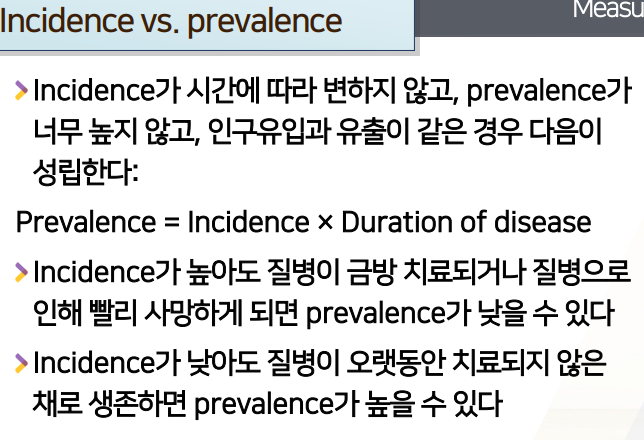 Measu
Incidence vs. prevalence
Incidence가 시간에 따라 변하지 않고, prevalence가
너무 높지 않고, 인구유입과 유출이 같은 경우 다음이
성립한다:
Prevalence = Incidence × Duration of disease
Incidence가 높아도 질병이 금방 치료되거나 질병으로
인해 빨리 사망하게 되면 prevalence가 낮을 수 있다
Incidence가 낮아도 질병이 오랫동안 치료되지 않은
채로 생존하면 prevalence가 높을 수 있다